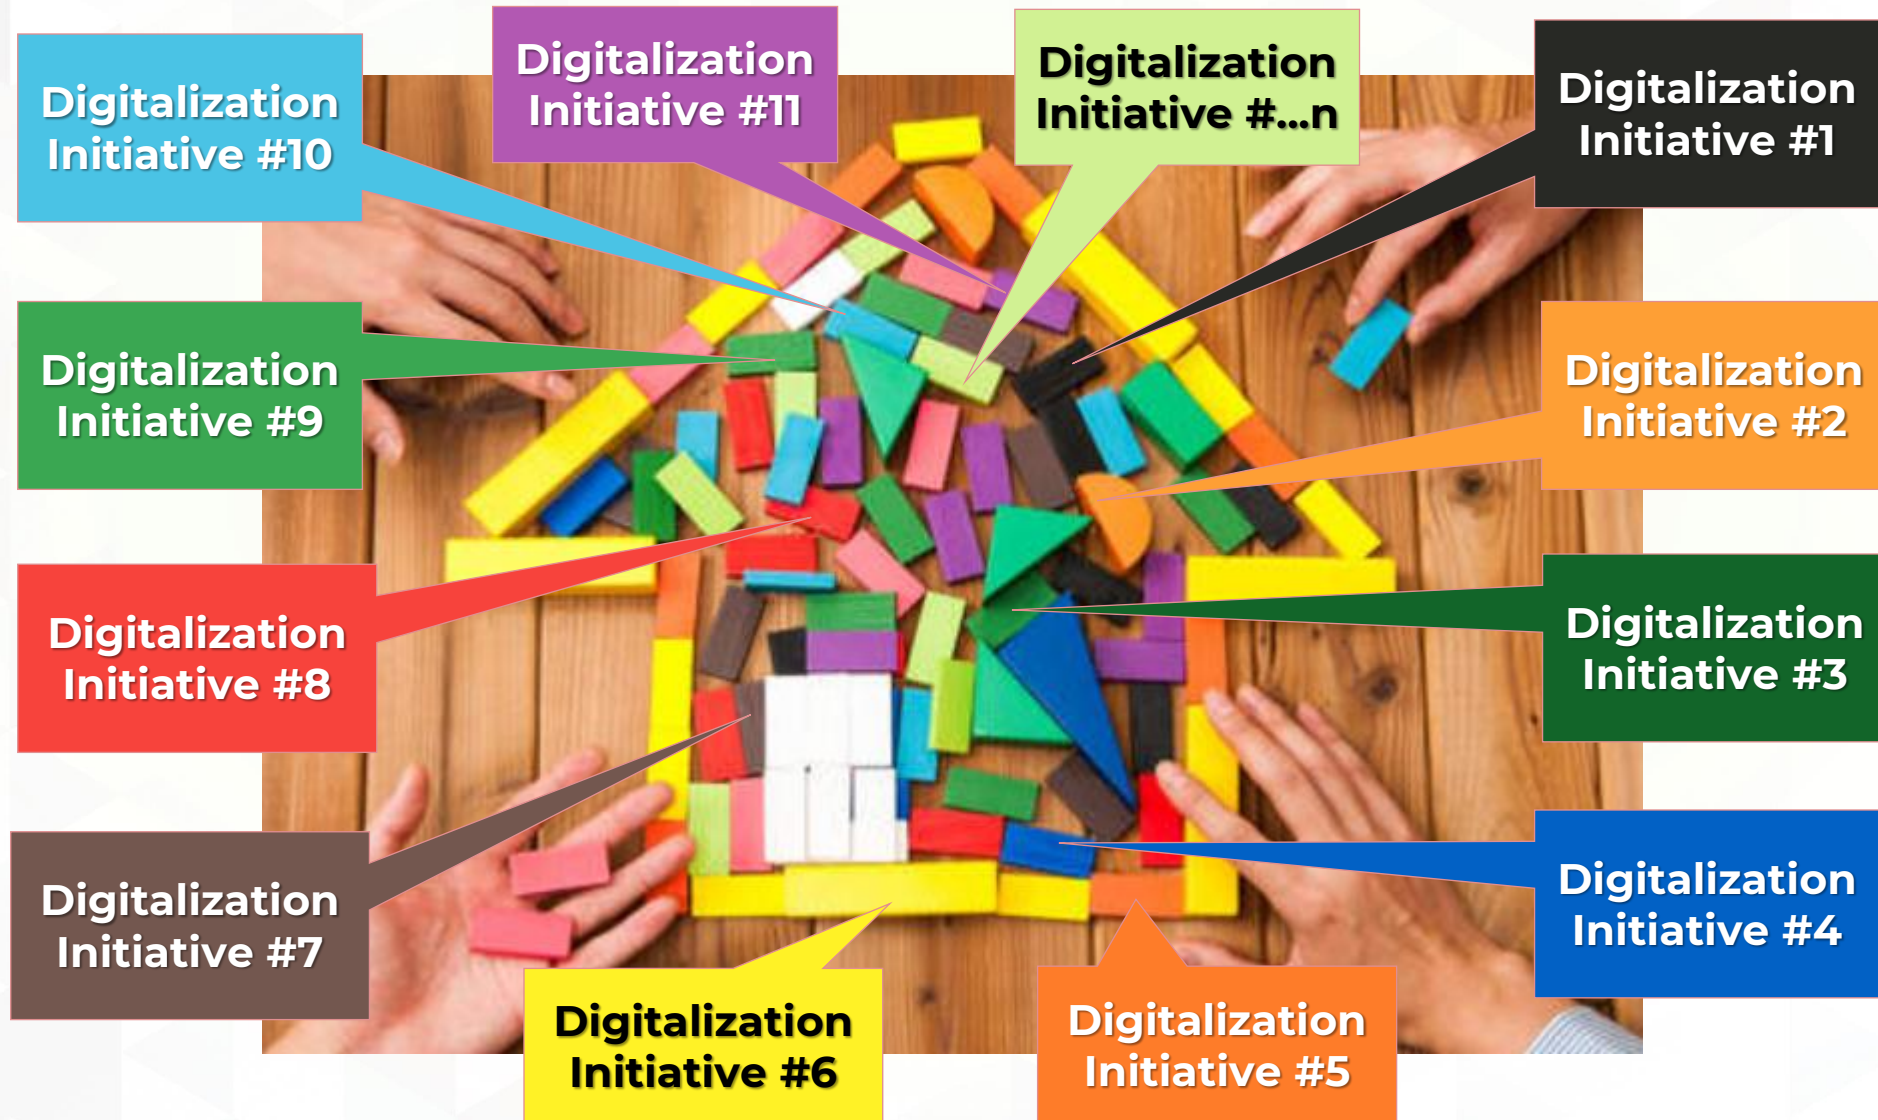 Digitalization
Initiative #10
Digitalization
Initiative #11
Digitalization
Initiative #...n
Digitalization
Initiative #1
Digitalization
Initiative #9
Digitalization
Initiative #2
Digitalization
Initiative #8
Digitalization
Initiative #3
Digitalization
Initiative #7
Digitalization
Initiative #4
Digitalization
Initiative #6
Digitalization
Initiative #5